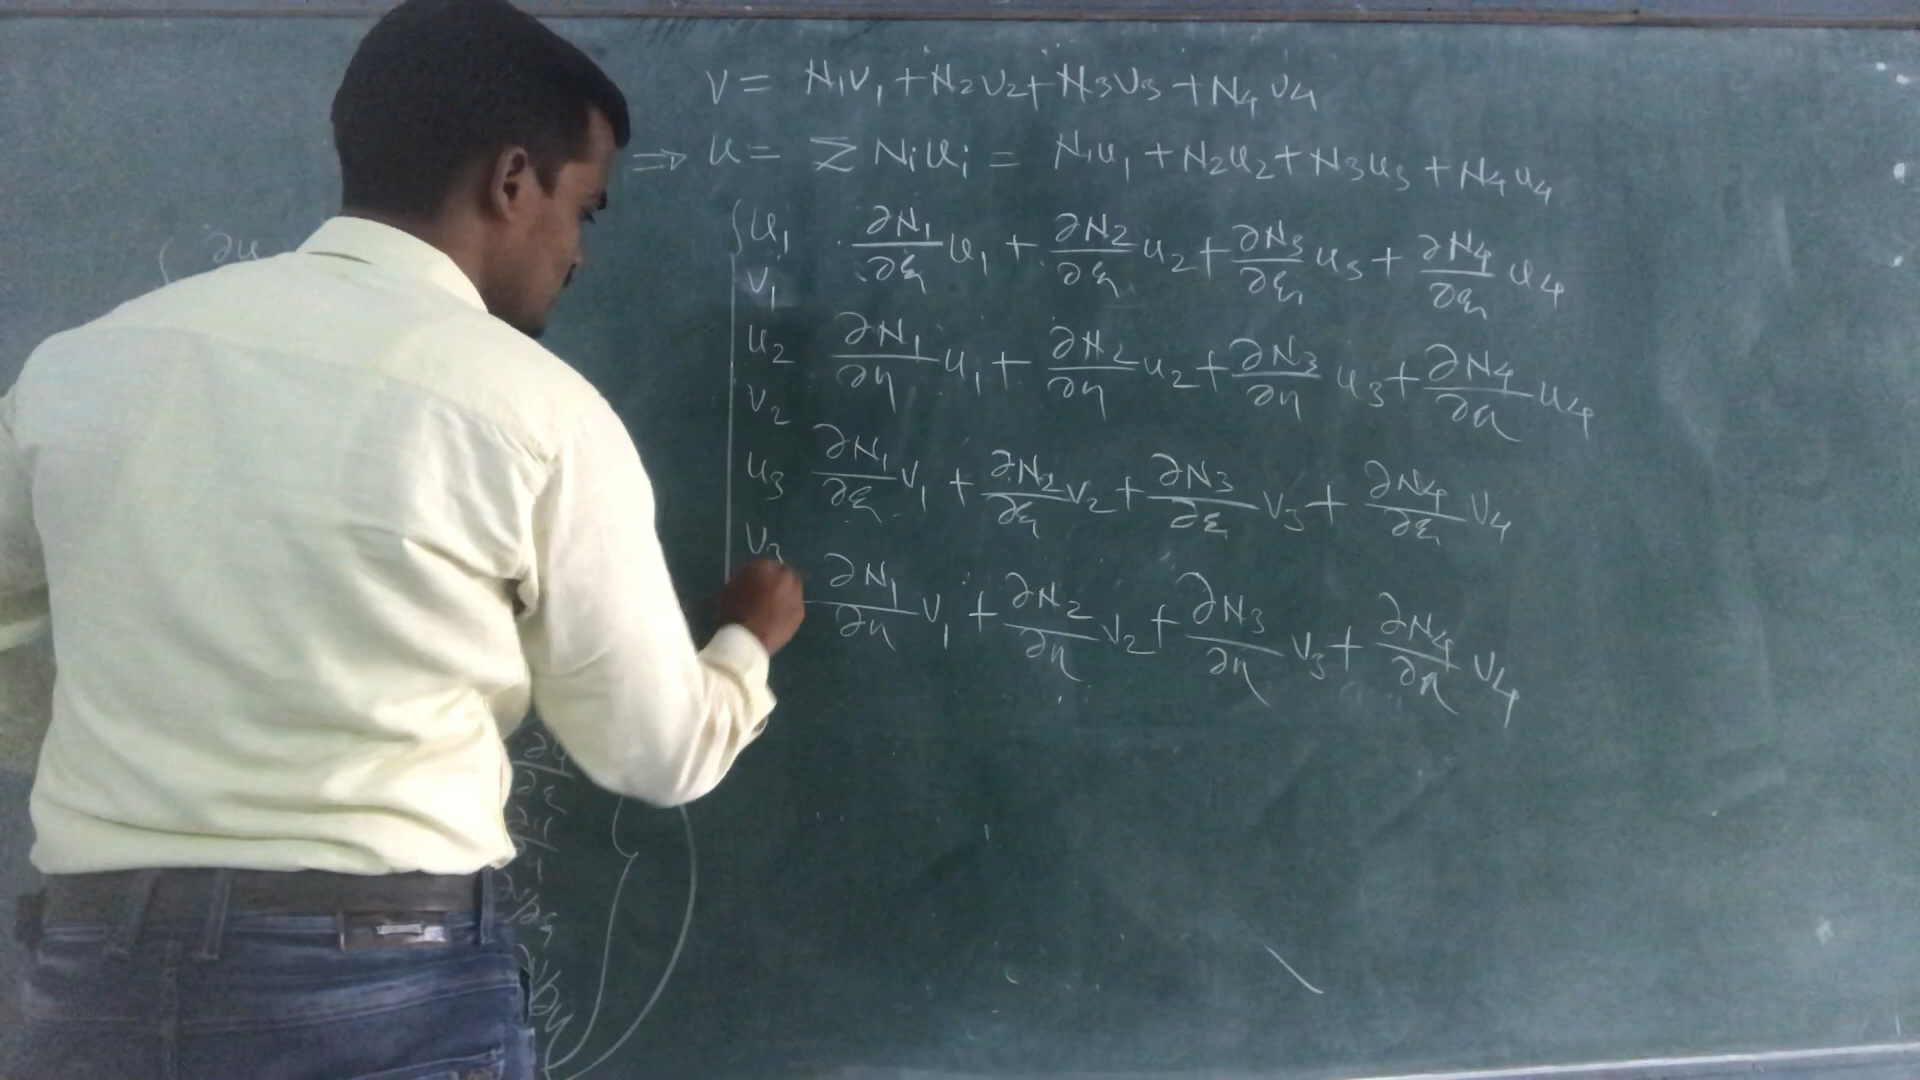 v = N₁v₁ + N₂v₂ + N₃v₃ + N₄v₄
⇒ u = Σ Nᵢuᵢ = N₁u₁ + N₂u₂ + N₃u₃ + N₄u₄
u₁ ∂N₁/∂ξ u₁ + ∂N₂/∂ξ u₂ + ∂N₃/∂ξ u₃ + ∂N₄/∂ξ u₄
v₁
u₂ ∂N₁/∂η u₁ + ∂N₂/∂η u₂ + ∂N₃/∂η u₃ + ∂N₄/∂η u₄
v₂
u₃ ∂N₁/∂ξ v₁ + ∂N₂/∂ξ v₂ + ∂N₃/∂ξ v₃ + ∂N₄/∂ξ v₄
v₃
∂N₁/∂η v₁ + ∂N₂/∂η v₂ + ∂N₃/∂η v₃ + ∂N₄/∂η v₄
∂u